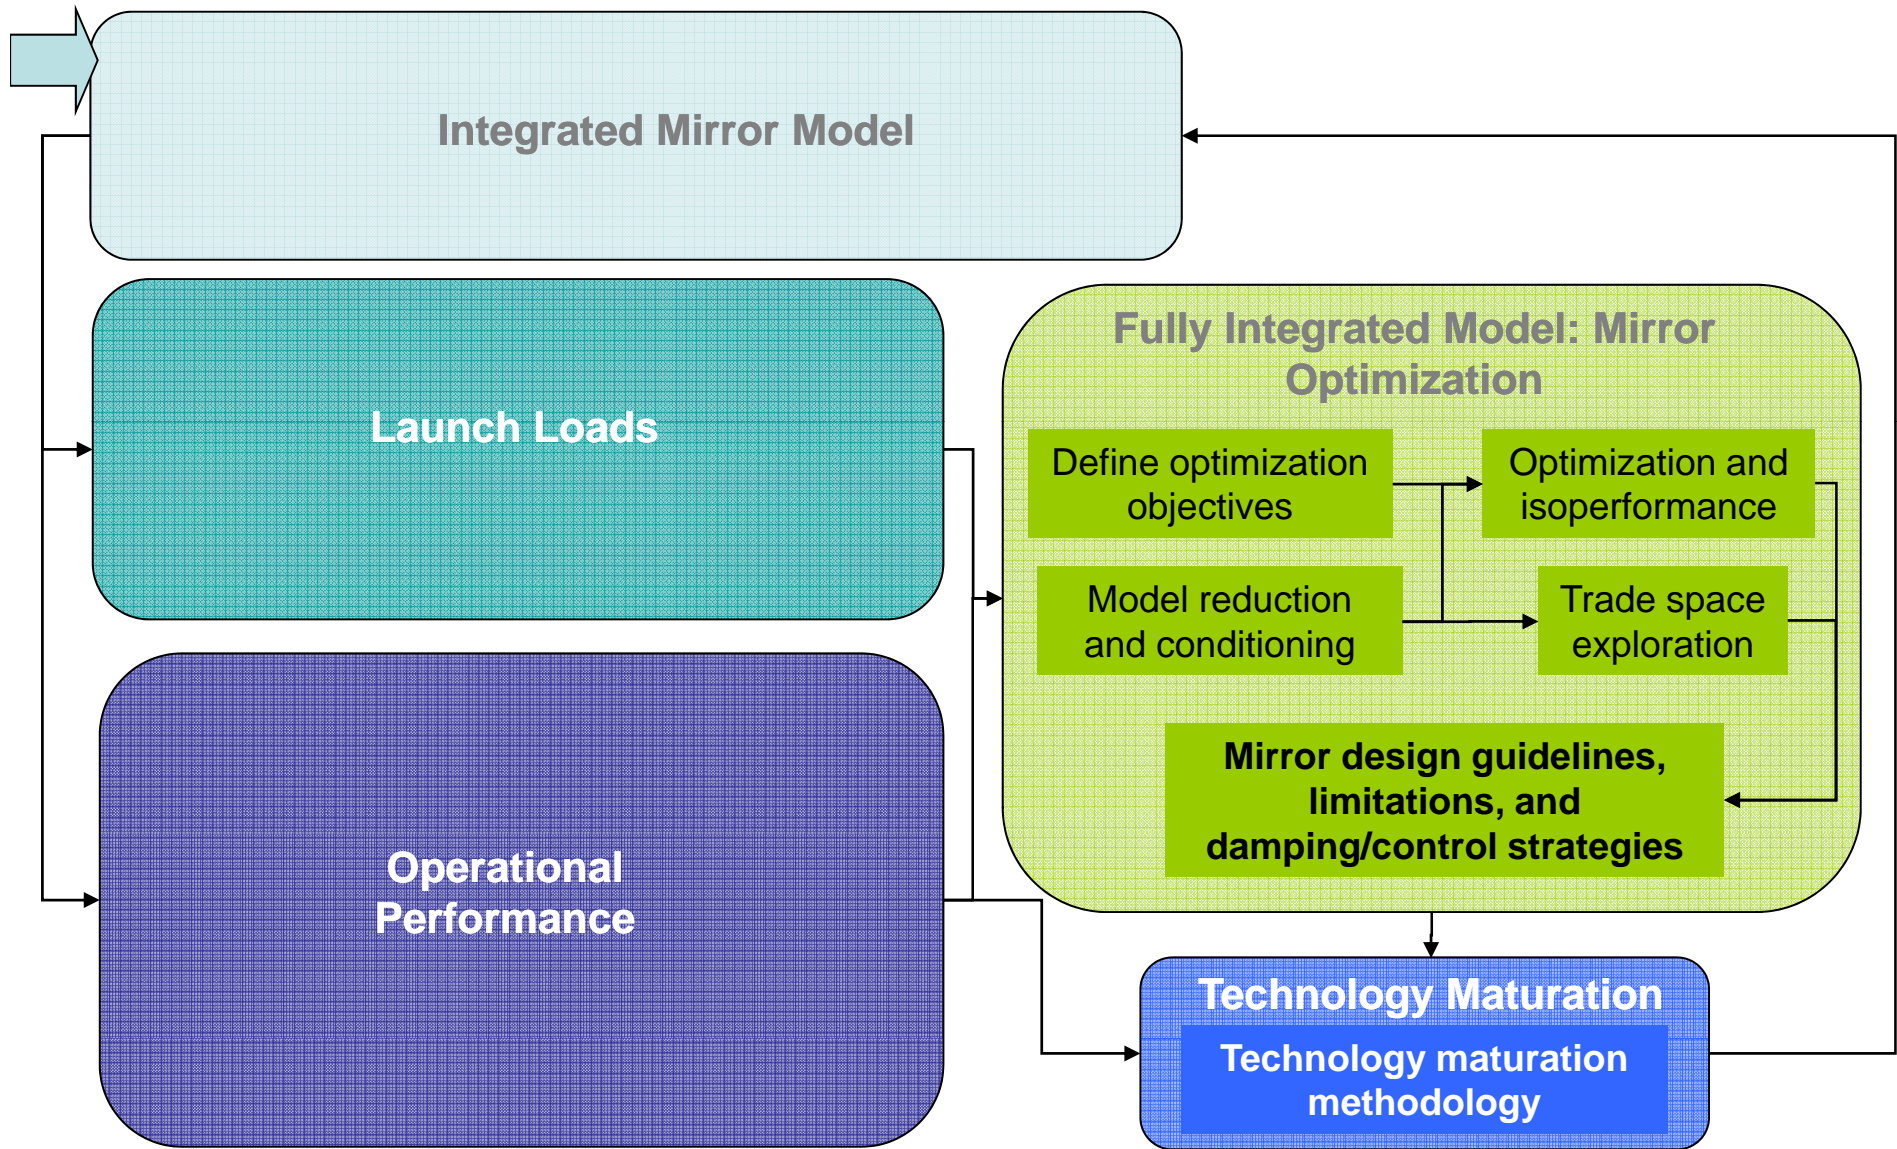 Integrated Mirror Model
Launch Loads
Operational
Performance
Fully Integrated Model: Mirror
Optimization
Define optimization
objectives
Optimization and
isoperformance
Model reduction
and conditioning
Trade space
exploration
Mirror design guidelines,
limitations, and
damping/control strategies
Technology Maturation
Technology maturation
methodology